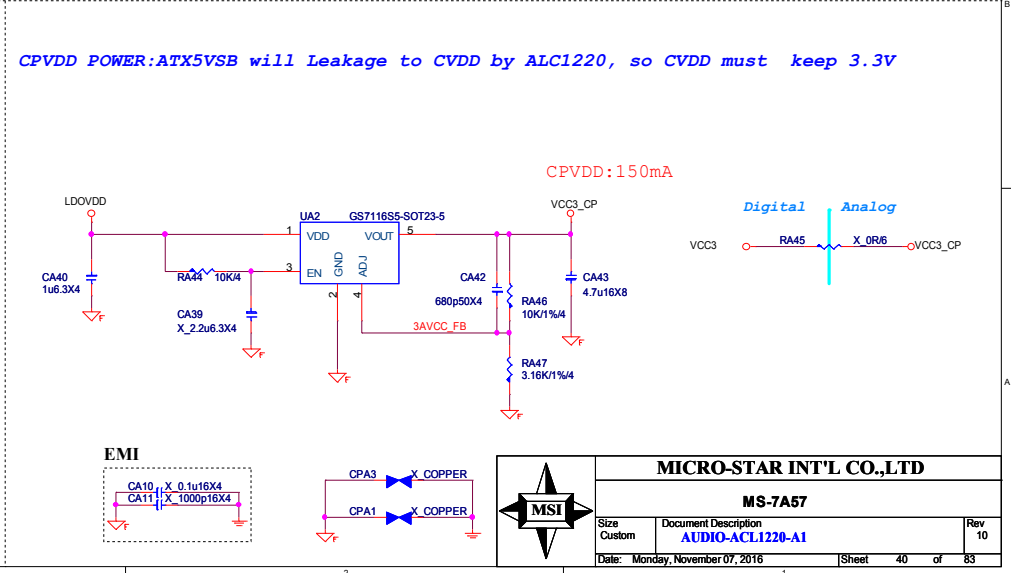 B
CPVDD POWER:ATX5VSB will Leakage to CVDD by ALC1220, so CVDD must keep 3.3V
CPVDD:150mA
LDOVDD
UA2 GS7116S5-SOT23-5
VCC3_CP
1 VDD VOUT 5
3 EN GND ADJ
2 4
CA40
1u6.3X4
RA44 10K/4
CA39
X_2.2u6.3X4
CA42
680p50X4
RA46
10K/1%/4
CA43
4.7u16X8
3AVCC_FB
RA47
3.16K/1%/4
F
F
F
F
F
Digital Analog
VCC3 RA45 X_0R/6 VCC3_CP
A
EMI
CA10 X_0.1u16X4
CA11 X_1000p16X4
F
CPA3 X_COPPER
CPA1 X_COPPER
F
MSI
MICRO-STAR INT'L CO.,LTD
MS-7A57
Size
Custom
Document Description
AUDIO-ACL1220-A1
Rev
10
Date: Monday, November 07, 2016 Sheet 40 of 83